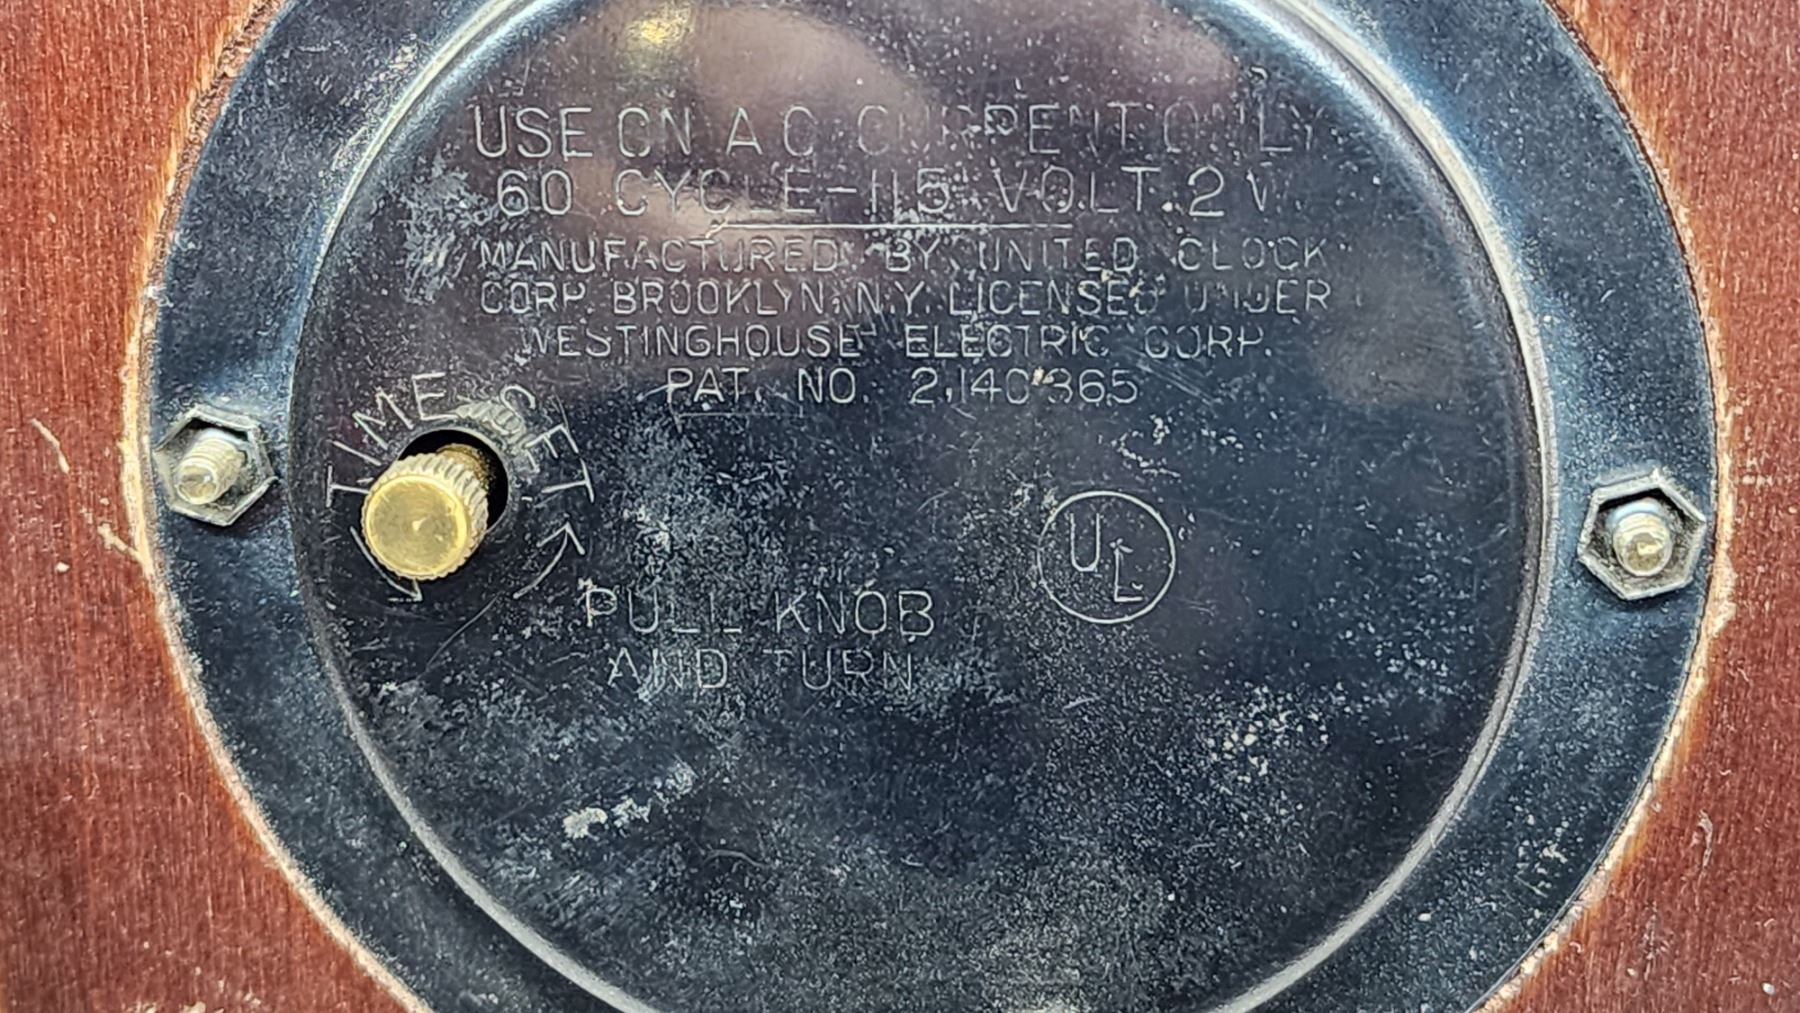 USE ON A C CURRENT ONLY
60 CYCLE-115 VOLT.2W
MANUFACTURED BY UNITED CLOCK
CORP. BROOKLYN, N.Y. LICENSED UNDER
WESTINGHOUSE ELECTRIC CORP.
PAT. NO. 2,140,365
TIME SET
UL
PULL KNOB
AND TURN